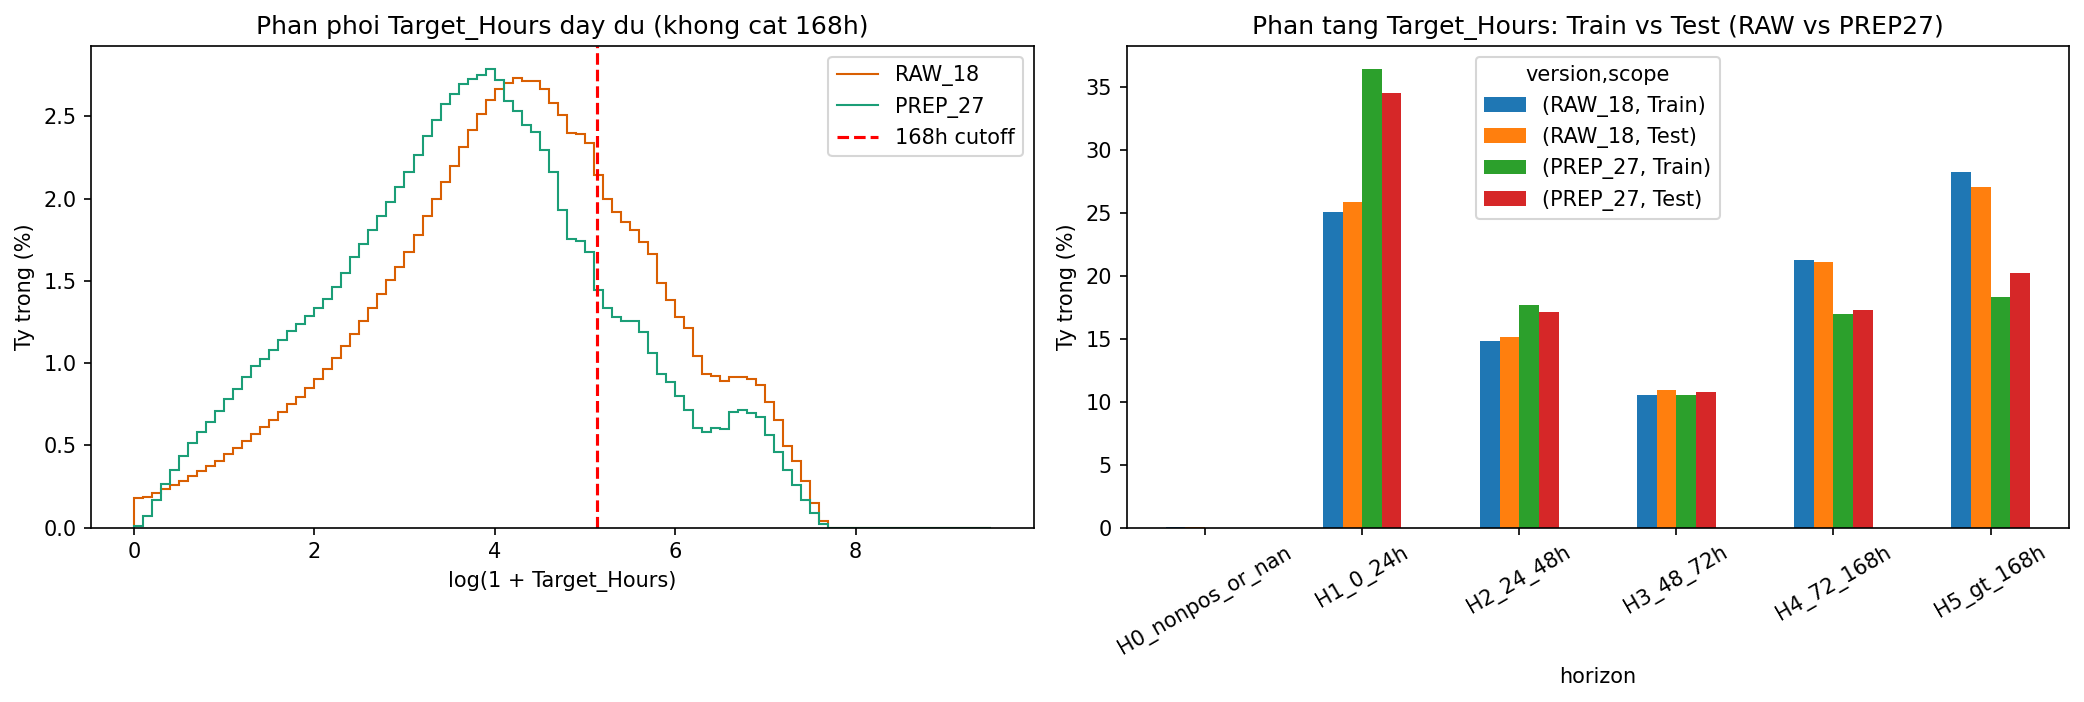 Phan phoi Target_Hours day du (khong cat 168h)
RAW_18
PREP_27
168h cutoff
Ty trong (%)
2.5
2.0
1.5
1.0
0.5
0.0
0 2 4 6 8
log(1 + Target_Hours)
Phan tang Target_Hours: Train vs Test (RAW vs PREP27)
version,scope
(RAW_18, Train)
(RAW_18, Test)
(PREP_27, Train)
(PREP_27, Test)
Ty trong (%)
35
30
25
20
15
10
5
0
H0_nonpos_or_nan
H1_0_24h
H2_24_48h
H3_48_72h
H4_72_168h
H5_gt_168h
horizon